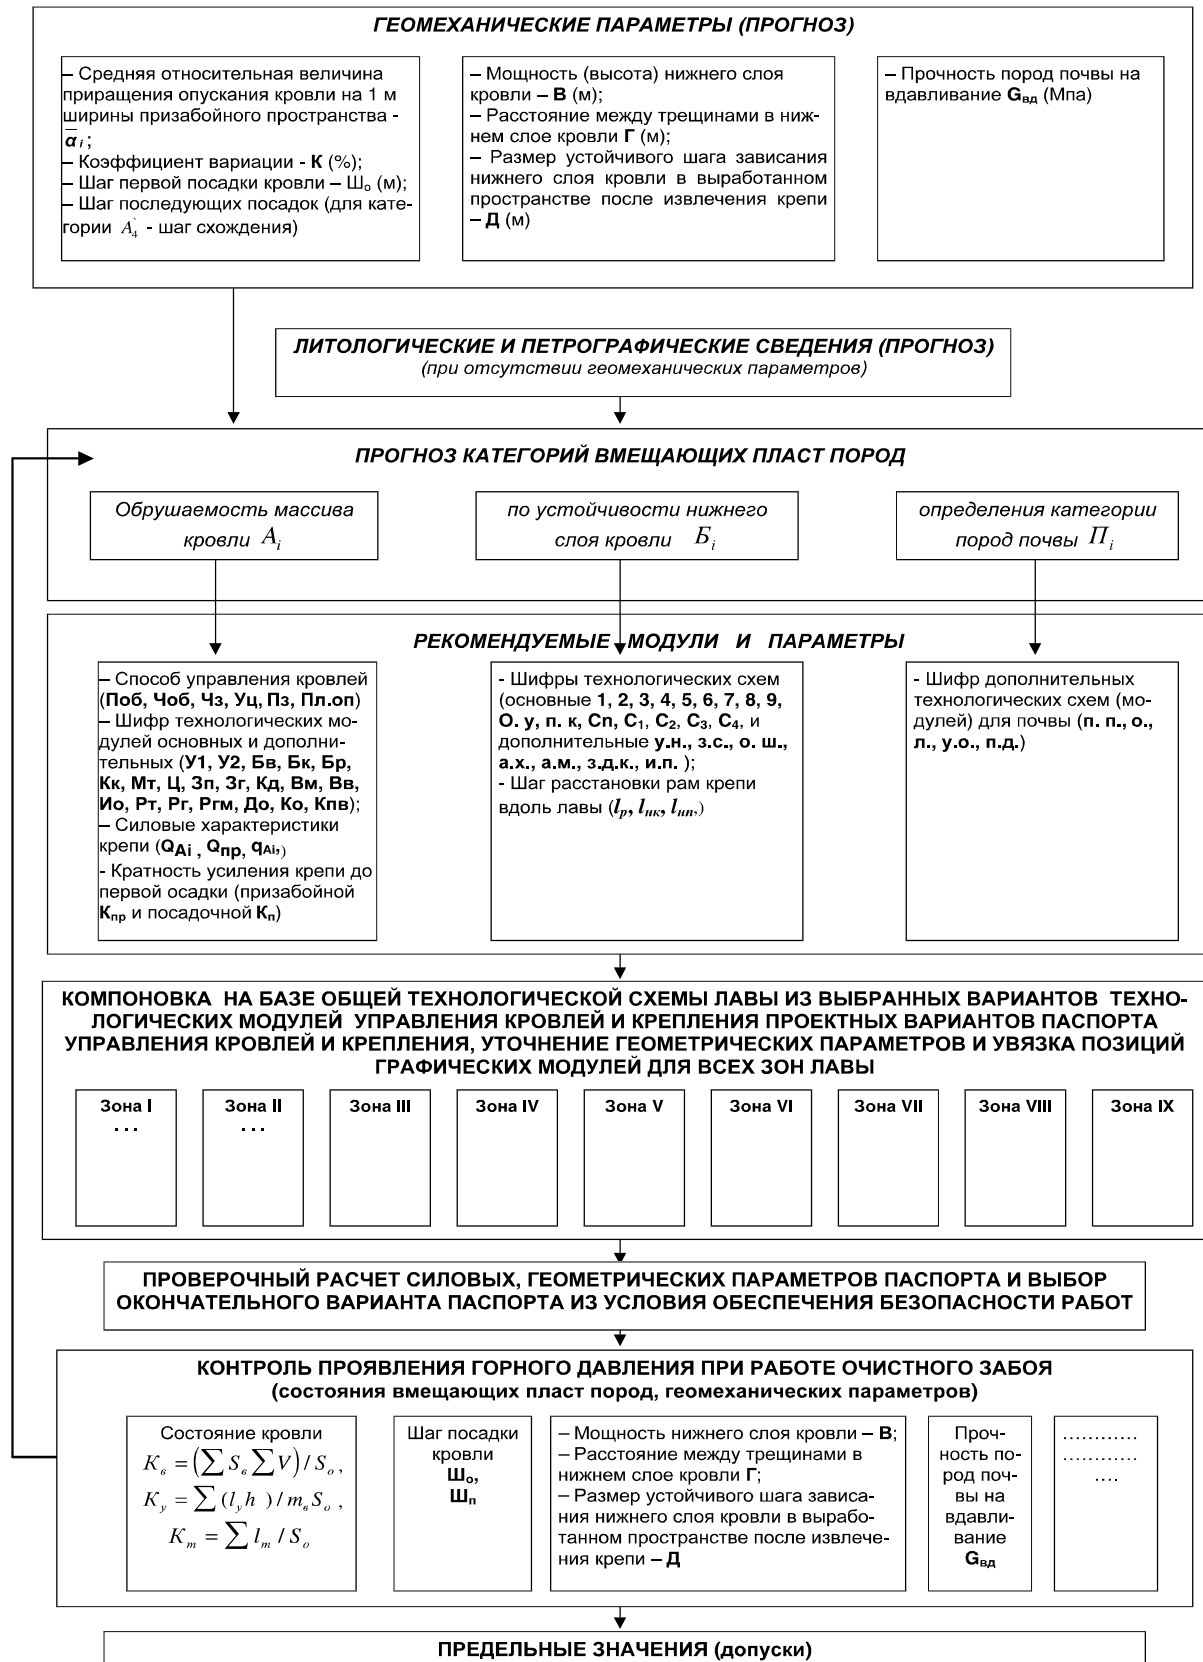 ГЕОМЕХАНИЧЕСКИЕ ПАРАМЕТРЫ (ПРОГНОЗ)
– Средняя относительная величина
приращения опускания кровли на 1 м
ширины призабойного пространства -
α̅ᵢ;
– Коэффициент вариации - К (%);
– Шаг первой посадки кровли – Шₒ (м);
– Шаг последующих посадок (для кате-
гории A₄` - шаг схождения)
– Мощность (высота) нижнего слоя
кровли – В (м);
– Расстояние между трещинами в ниж-
нем слое кровли Г (м);
– Размер устойчивого шага зависания
нижнего слоя кровли в выработанном
пространстве после извлечения крепи
– Д (м)
– Прочность пород почвы на
вдавливание Gвд (Мпа)
ЛИТОЛОГИЧЕСКИЕ И ПЕТРОГРАФИЧЕСКИЕ СВЕДЕНИЯ (ПРОГНОЗ)
(при отсутствии геомеханических параметров)
ПРОГНОЗ КАТЕГОРИЙ ВМЕЩАЮЩИХ ПЛАСТ ПОРОД
Обрушаемость массива
кровли Aᵢ
по устойчивости нижнего
слоя кровли Бᵢ
определения категории
пород почвы Пᵢ
РЕКОМЕНДУЕМЫЕ МОДУЛИ И ПАРАМЕТРЫ
– Способ управления кровлей
(Поб, Чоб, Чз, Уц, Пз, Пл.оп)
– Шифр технологических мо-
дулей основных и дополни-
тельных (У1, У2, Бв, Бк, Бр,
Кк, Мт, Ц, Зп, Зг, Кд, Вм, Вв,
Ио, Рт, Рг, Ргм, До, Ко, Кпв);
– Силовые характеристики
крепи (QAi , Qпр, qAi,)
- Кратность усиления крепи до
первой осадки (призабойной
Кпр и посадочной Кп)
- Шифры технологических схем
(основные 1, 2, 3, 4, 5, 6, 7, 8, 9,
О. у, п. к, Сп, С₁, С₂, С₃, С₄, и
дополнительные у.н., з.с., о. ш.,
а.х., а.м., з.д.к., и.п. );
- Шаг расстановки рам крепи
вдоль лавы (lр, lнк, lнп,)
- Шифр дополнительных
технологических схем (мо-
дулей) для почвы (п. п., о.,
л., у.о., п.д.)
КОМПОНОВКА НА БАЗЕ ОБЩЕЙ ТЕХНОЛОГИЧЕСКОЙ СХЕМЫ ЛАВЫ ИЗ ВЫБРАННЫХ ВАРИАНТОВ ТЕХНО-
ЛОГИЧЕСКИХ МОДУЛЕЙ УПРАВЛЕНИЯ КРОВЛЕЙ И КРЕПЛЕНИЯ ПРОЕКТНЫХ ВАРИАНТОВ ПАСПОРТА
УПРАВЛЕНИЯ КРОВЛЕЙ И КРЕПЛЕНИЯ, УТОЧНЕНИЕ ГЕОМЕТРИЧЕСКИХ ПАРАМЕТРОВ И УВЯЗКА ПОЗИЦИЙ
ГРАФИЧЕСКИХ МОДУЛЕЙ ДЛЯ ВСЕХ ЗОН ЛАВЫ
Зона I
. . .
Зона II
. . .
Зона III
Зона IV
Зона V
Зона VI
Зона VII
Зона VIII
Зона IX
ПРОВЕРОЧНЫЙ РАСЧЕТ СИЛОВЫХ, ГЕОМЕТРИЧЕСКИХ ПАРАМЕТРОВ ПАСПОРТА И ВЫБОР
ОКОНЧАТЕЛЬНОГО ВАРИАНТА ПАСПОРТА ИЗ УСЛОВИЯ ОБЕСПЕЧЕНИЯ БЕЗОПАСНОСТИ РАБОТ
КОНТРОЛЬ ПРОЯВЛЕНИЯ ГОРНОГО ДАВЛЕНИЯ ПРИ РАБОТЕ ОЧИСТНОГО ЗАБОЯ
(состояния вмещающих пласт пород, геомеханических параметров)
Состояние кровли
Kв = (∑ Sв ∑ V) / Sо ,
Kу = ∑ (lу h ) / mв Sо ,
Kт = ∑ lт / Sо
Шаг посадки
кровли
Шо,
Шп
– Мощность нижнего слоя кровли – В;
– Расстояние между трещинами в
нижнем слое кровли Г;
– Размер устойчивого шага зависа-
ния нижнего слоя кровли в вырабо-
танном пространстве после извлече-
ния крепи – Д
Проч-
ность по-
род поч-
вы на
вдавли-
вание
Gвд
............
............
....
ПРЕДЕЛЬНЫЕ ЗНАЧЕНИЯ (допуски)